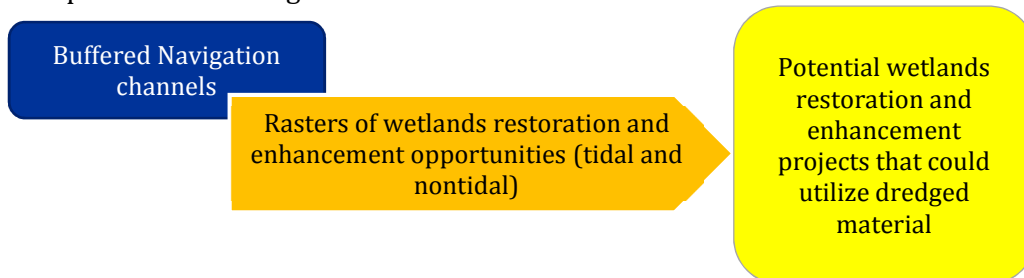 Buffered Navigation
channels
Rasters of wetlands restoration and
enhancement opportunities (tidal and
nontidal)
Potential wetlands
restoration and
enhancement
projects that could
utilize dredged
material